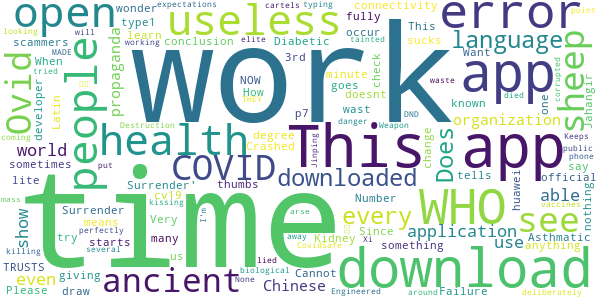 open useless wonder type1 learn fully connectivity expectations cartels typing elite will looking
Ovid people propaganda scammers conclusion Diabetic occur This sucks error point
work NOW 3rd How minute goes doesnt wast p7 language Want Jahangir sheep
developer When tried health MADE THEY known one app tainted corrupted working
world Latin Crashed degree check danger DND Weapon organization coming died
sometimes COVID This app Does change tells official Keeps public phone
lite Destruction thumbs downloaded Jinping huawei say nothing
show Surrender Surrender' cv19 kissing I'm Number every WHO see able
means perfectly Very many us arse application use Asthmatic
try several starts time Kidney Since Xi something anything Cannot vaccines
killing mass TRUSTS even giving ancient away lied CovidSafe biological download
Please draw put None Chinese Engineered around Failure deliberately waste